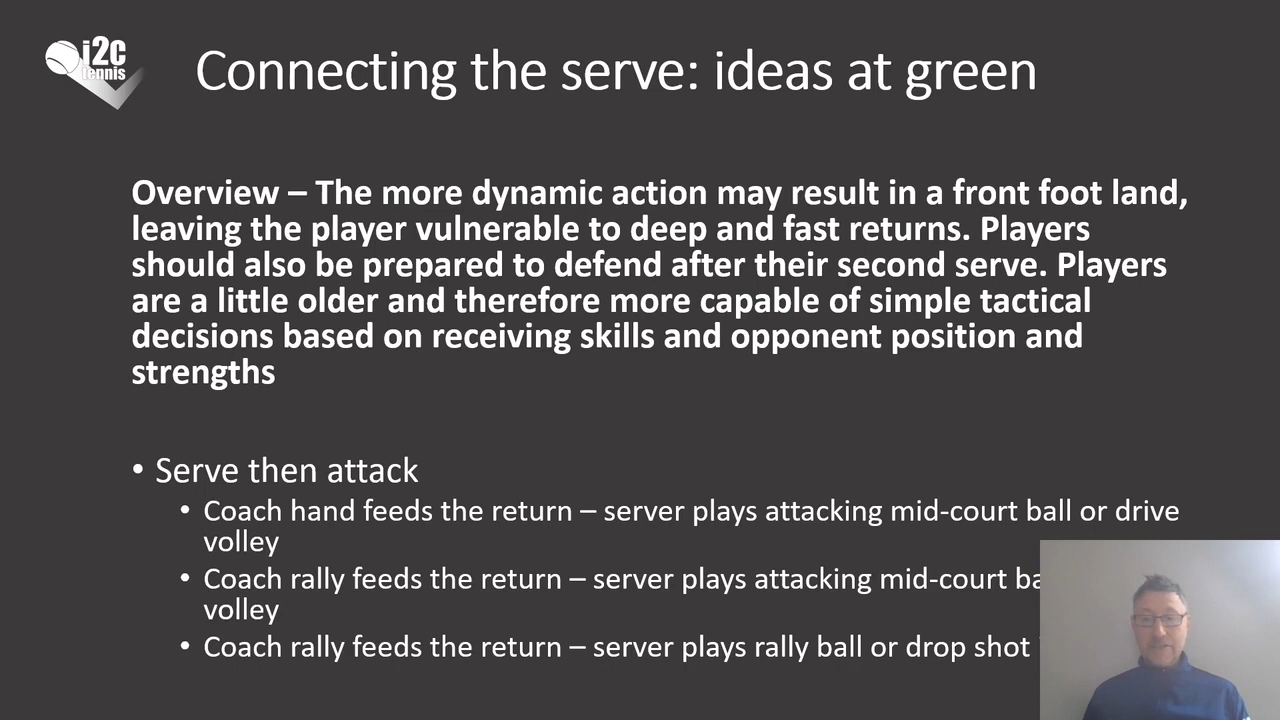 i2c
tennis
Connecting the serve: ideas at green
Overview – The more dynamic action may result in a front foot land,
leaving the player vulnerable to deep and fast returns. Players
should also be prepared to defend after their second serve. Players
are a little older and therefore more capable of simple tactical
decisions based on receiving skills and opponent position and
strengths
• Serve then attack
• Coach hand feeds the return – server plays attacking mid-court ball or drive
volley
• Coach rally feeds the return – server plays attacking mid-court
volley
• Coach rally feeds the return – server plays rally ball or drop shot